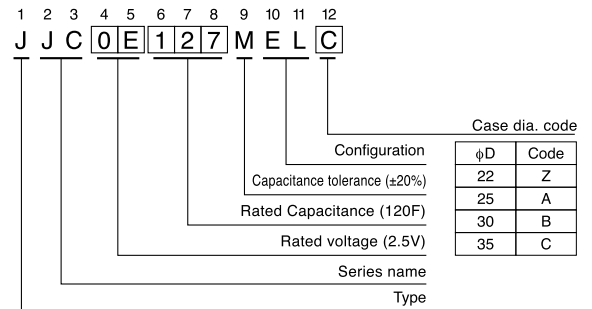 1 2 3 4 5 6 7 8 9 10 11 12
J J C 0 E 1 2 7 M E L C
Case dia. code
Configuration
φD Code
Capacitance tolerance (±20%)
22 Z
25 A
Rated Capacitance (120F)
30 B
Rated voltage (2.5V)
35 C
Series name
Type